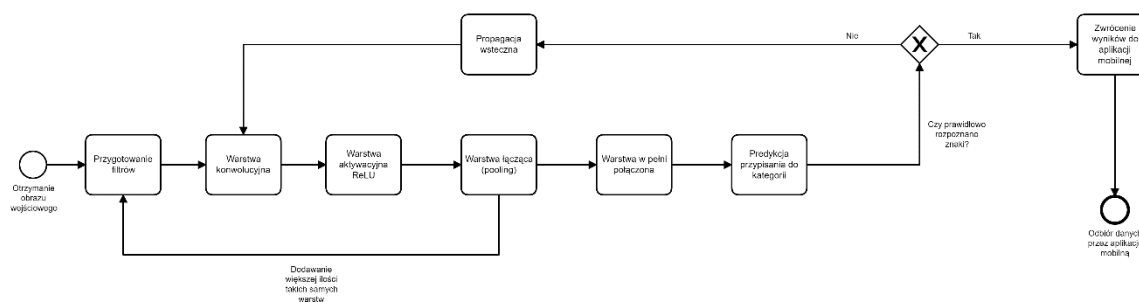 Propagacja
wsteczna
Nie
Tak
Zwrócenie
wyników do
aplikacji
mobilnej
Czy prawidłowo
rozpoznano
znaki?
Otrzymanie
obrazu
wejściowego
Przygotowanie
filtrów
Warstwa
konwolucyjna
Warstwa
aktywacyjna
ReLU
Warstwa łącząca
(pooling)
Warstwa w pełni
połączona
Predykcja
przypisania do
kategorii
Dodawanie
większej ilości
takich samych
warstw
Odbiór danych
przez aplikację
mobilną